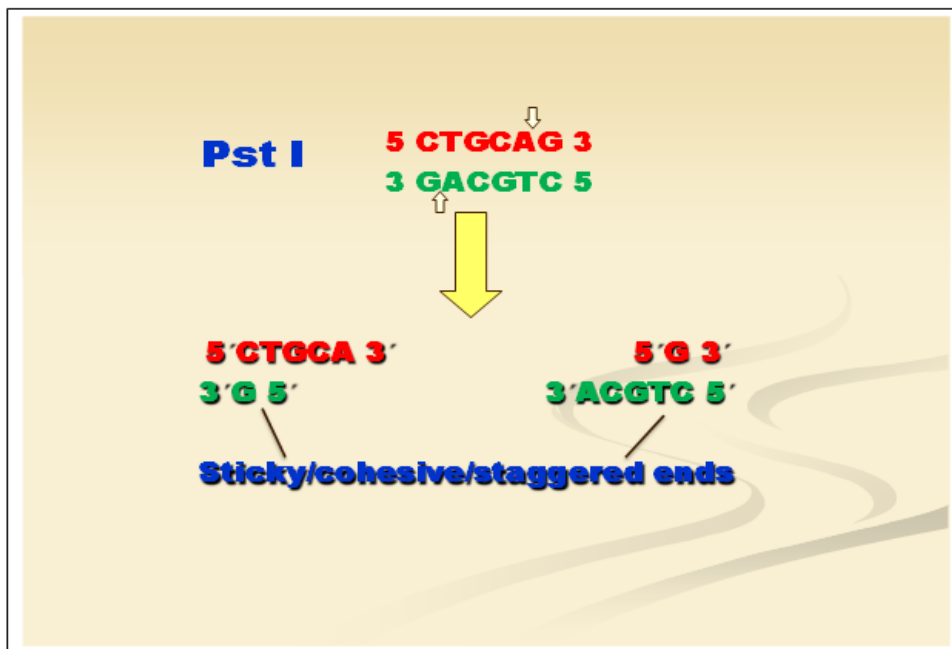 Pst I
5 CTGCAG 3
3 GACGTC 5
5´CTGCA 3´
3´G 5´
5´G 3´
3´ACGTC 5´
Sticky/cohesive/staggered ends